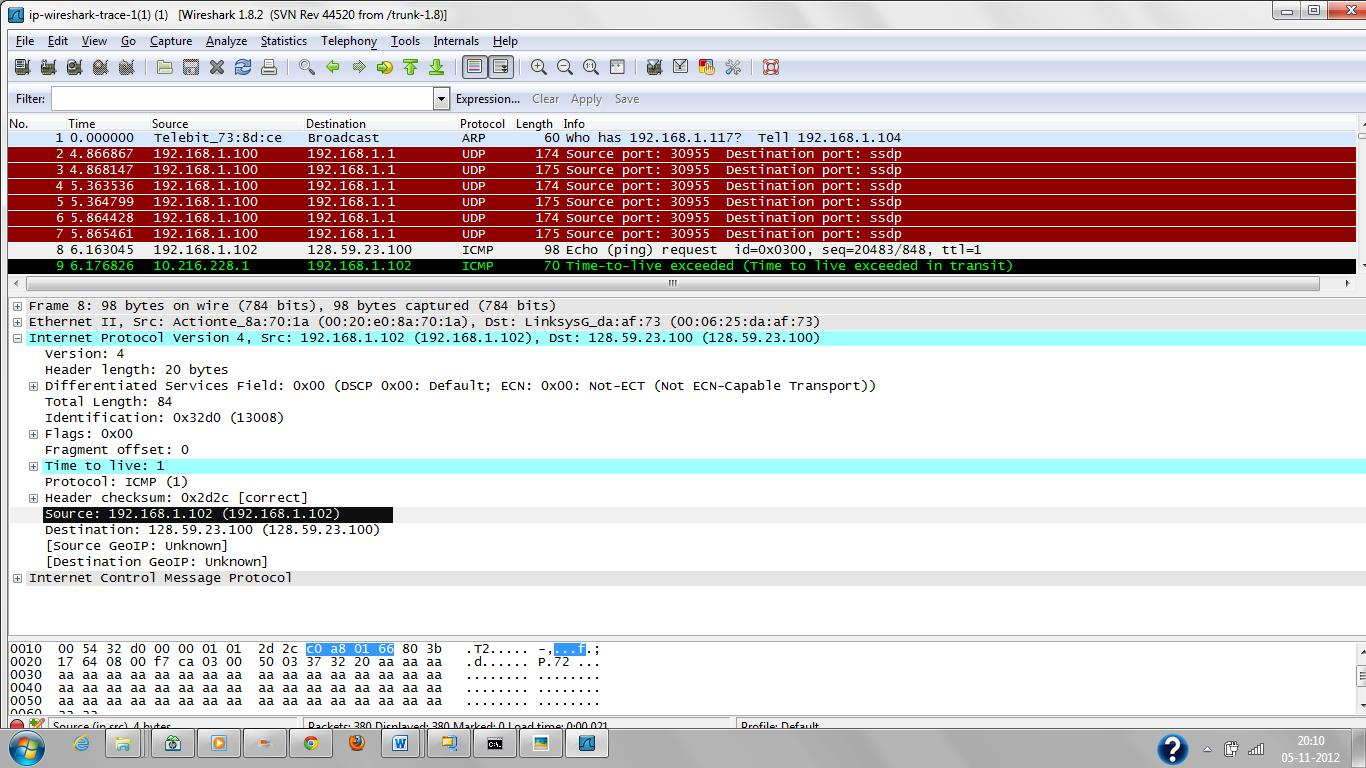 ip-wireshark-trace-1(1) (1) [Wireshark 1.8.2 (SVN Rev 44520 from /trunk-1.8)]
File Edit View Go Capture Analyze Statistics Telephony Tools Internals Help
Filter: Expression... Clear Apply Save
No. Time Source Destination Protocol Length Info
1 0.000000 Telebit_73:8d:ce Broadcast ARP 60 Who has 192.168.1.117? Tell 192.168.1.104
2 4.866867 192.168.1.100 192.168.1.1 UDP 174 Source port: 30955 Destination port: ssdp
3 4.868147 192.168.1.100 192.168.1.1 UDP 175 Source port: 30955 Destination port: ssdp
4 5.363536 192.168.1.100 192.168.1.1 UDP 174 Source port: 30955 Destination port: ssdp
5 5.364799 192.168.1.100 192.168.1.1 UDP 175 Source port: 30955 Destination port: ssdp
6 5.864428 192.168.1.100 192.168.1.1 UDP 174 Source port: 30955 Destination port: ssdp
7 5.865461 192.168.1.100 192.168.1.1 UDP 175 Source port: 30955 Destination port: ssdp
8 6.163045 192.168.1.102 128.59.23.100 ICMP 98 Echo (ping) request id=0x0300, seq=20483/848, ttl=1
9 6.176826 10.216.228.1 192.168.1.102 ICMP 70 Time-to-live exceeded (Time to live exceeded in transit)
Frame 8: 98 bytes on wire (784 bits), 98 bytes captured (784 bits)
Ethernet II, Src: Actionte_8a:70:1a (00:20:e0:8a:70:1a), Dst: LinksysG_da:af:73 (00:06:25:da:af:73)
Internet Protocol Version 4, Src: 192.168.1.102 (192.168.1.102), Dst: 128.59.23.100 (128.59.23.100)
Version: 4
Header length: 20 bytes
Differentiated Services Field: 0x00 (DSCP 0x00: Default; ECN: 0x00: Not-ECT (Not ECN-Capable Transport))
Total Length: 84
Identification: 0x32d0 (13008)
Flags: 0x00
Fragment offset: 0
Time to live: 1
Protocol: ICMP (1)
Header checksum: 0x2d2c [correct]
Source: 192.168.1.102 (192.168.1.102)
Destination: 128.59.23.100 (128.59.23.100)
[Source GeoIP: Unknown]
[Destination GeoIP: Unknown]
Internet Control Message Protocol
0010 00 54 32 d0 00 00 01 01 2d 2c c0 a8 01 66 80 3b .T2..... -,...f.;
0020 17 64 08 00 f7 ca 03 00 50 03 37 32 20 aa aa aa .d...... P.72 ...
0030 aa aa aa aa aa aa aa aa aa aa aa aa aa aa aa aa ........ ........
0040 aa aa aa aa aa aa aa aa aa aa aa aa aa aa aa aa ........ ........
0050 aa aa aa aa aa aa aa aa aa aa aa aa aa aa aa aa ........ ........
0060 aa aa
Source (ip.src), 4 bytes Packets: 380 Displayed: 380 Marked: 0 Load time: 0:00.021 Profile: Default
20:10
05-11-2012